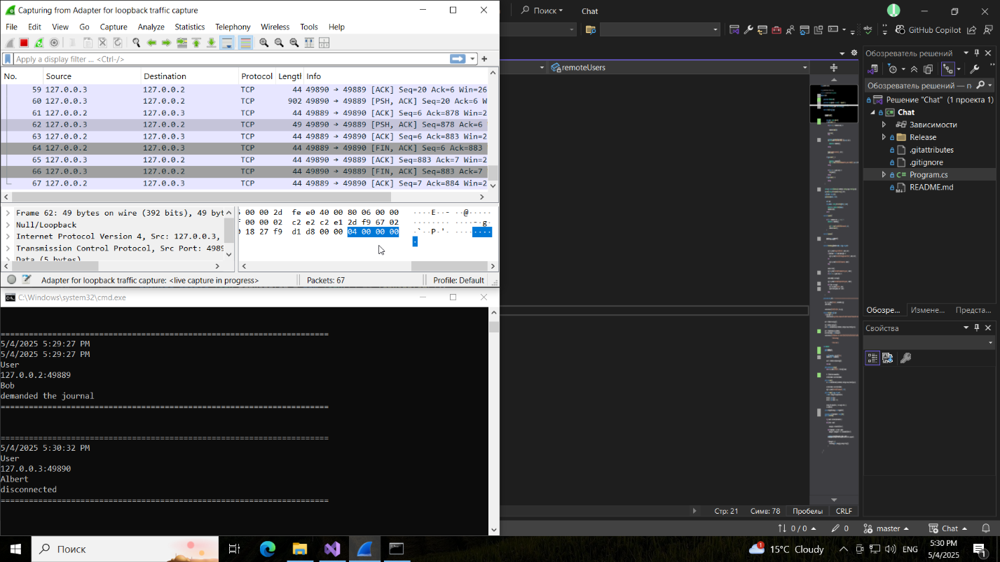 Capturing from Adapter for loopback traffic capture
File Edit View Go Capture Analyze Statistics Telephony Wireless Tools Help
Apply a display filter ... <Ctrl-/>
No. Source Destination Protocol Lengtl Info
59 127.0.0.3 127.0.0.2 TCP 44 49890 → 49889 [ACK] Seq=20 Ack=6 Win=26
60 127.0.0.3 127.0.0.2 TCP 902 49890 → 49889 [PSH, ACK] Seq=20 Ack=6 W
61 127.0.0.2 127.0.0.3 TCP 44 49889 → 49890 [ACK] Seq=6 Ack=878 Win=2
62 127.0.0.3 127.0.0.2 TCP 49 49890 → 49889 [PSH, ACK] Seq=878 Ack=6
63 127.0.0.2 127.0.0.3 TCP 44 49889 → 49890 [ACK] Seq=6 Ack=883 Win=2
64 127.0.0.2 127.0.0.3 TCP 44 49889 → 49890 [FIN, ACK] Seq=6 Ack=883
65 127.0.0.3 127.0.0.2 TCP 44 49890 → 49889 [ACK] Seq=883 Ack=7 Win=2
66 127.0.0.3 127.0.0.2 TCP 44 49890 → 49889 [FIN, ACK] Seq=883 Ack=7
67 127.0.0.2 127.0.0.3 TCP 44 49889 → 49890 [ACK] Seq=7 Ack=884 Win=2
Frame 62: 49 bytes on wire (392 bits), 49 byt
Null/Loopback
Internet Protocol Version 4, Src: 127.0.0.3,
Transmission Control Protocol, Src Port: 4989
Data (5 bytes)
00 00 2d fe e0 40 00 80 06 00 00 ····E··- ··@·····
00 00 02 c2 e2 c2 e1 2d f9 67 02 ·······- ·g·
18 27 f9 d1 d8 00 00 04 00 00 00 ·`··P·'· ········
·
Adapter for loopback traffic capture: <live capture in progress>
Packets: 67
Profile: Default
C:\Windows\system32\cmd.exe
======================================================================
5/4/2025 5:29:27 PM
5/4/2025 5:29:27 PM
User
127.0.0.2:49889
Bob
demanded the journal
======================================================================
======================================================================
5/4/2025 5:30:32 PM
User
127.0.0.3:49890
Albert
disconnected
======================================================================
Поиск
Chat
GitHub Copilot
remoteUsers
Обозреватель решений
Обозреватель решений — п
Решение "Chat" (1 проекта 1)
Chat
Зависимости
Release
.gitattributes
.gitignore
C# Program.cs
README.md
Обозре... Измене... Предста...
Свойства
Стр: 21 Симв: 78 Пробелы CRLF
0 / 0 0 master Chat
Поиск
1 15°C Cloudy
ENG
5:30 PM
5/4/2025
1